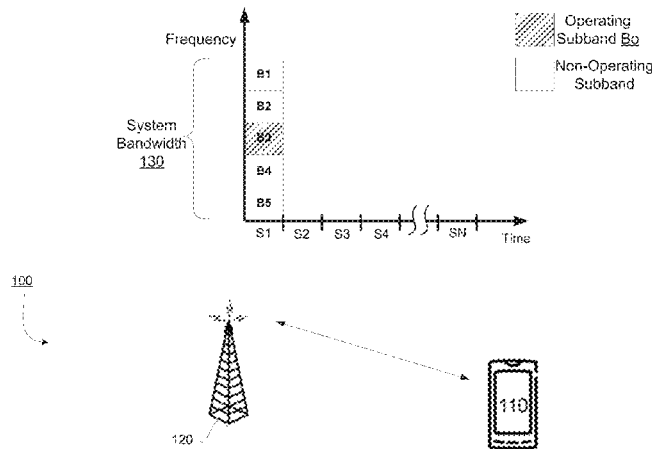 Frequency
Operating
Subband Bo
Non-Operating
Subband
System
Bandwidth
130
B1
B2
B3
B4
B5
S1 S2 S3 S4 SN Time
100
110
120